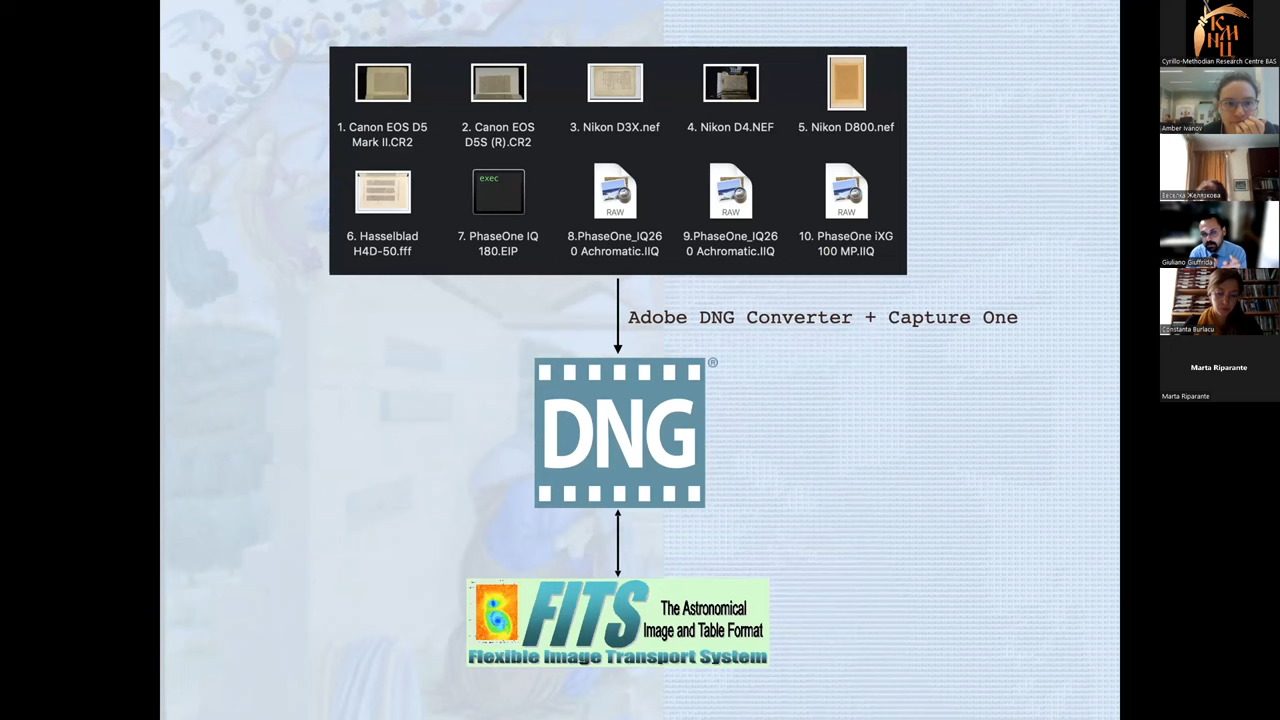 1. Canon EOS D5
Mark II.CR2
2. Canon EOS
D5S (R).CR2
3. Nikon D3X.nef
4. Nikon D4.NEF
5. Nikon D800.nef
6. Hasselblad
H4D-50.fff
exec
7. PhaseOne IQ
180.EIP
RAW
8.PhaseOne_IQ26
0 Achromatic.IIQ
RAW
9.PhaseOne_IQ26
0 Achromatic.IIQ
RAW
10. PhaseOne iXG
100 MP.IIQ
Adobe DNG Converter + Capture One
DNG
®
FITS
The Astronomical
Image and Table Format
Flexible Image Transport System
Cyrillo-Methodian Research Centre BAS
Amber Ivanov
Веселка Желязкова
Giuliano Giuffrida
Constanta Burlacu
Marta Riparante
Marta Riparante